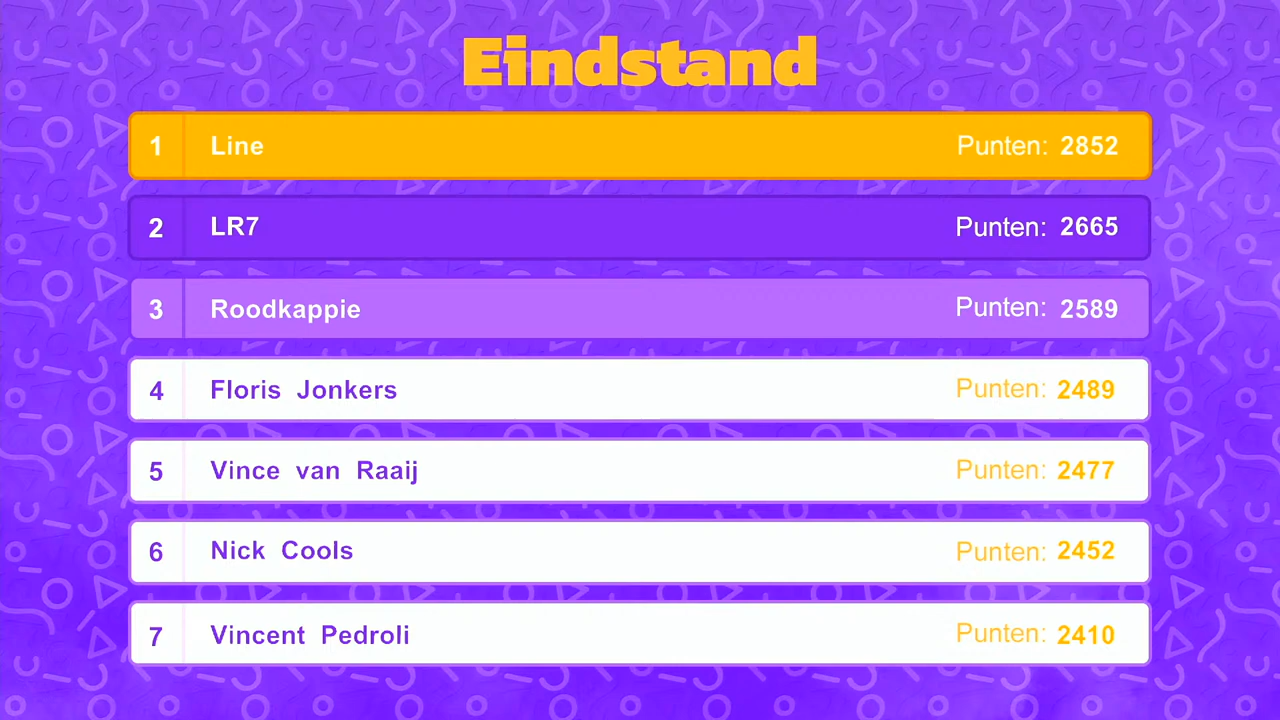 Eindstand
1 Line Punten: 2852
2 LR7 Punten: 2665
3 Roodkappie Punten: 2589
4 Floris Jonkers Punten: 2489
5 Vince van Raaij Punten: 2477
6 Nick Cools Punten: 2452
7 Vincent Pedroli Punten: 2410